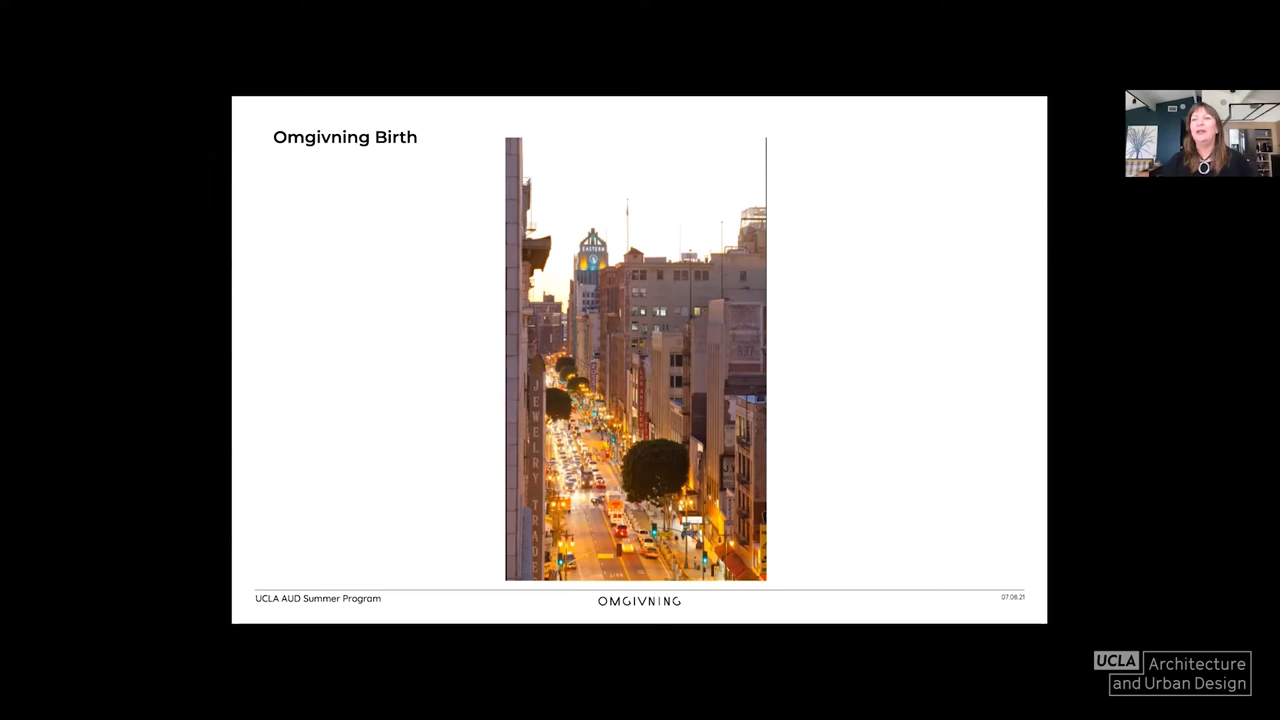 Omgivning Birth
EASTERN
JEWELRY TRADE
UCLA AUD Summer Program
OMGIVNING
07.08.21
UCLA
Architecture
and Urban Design